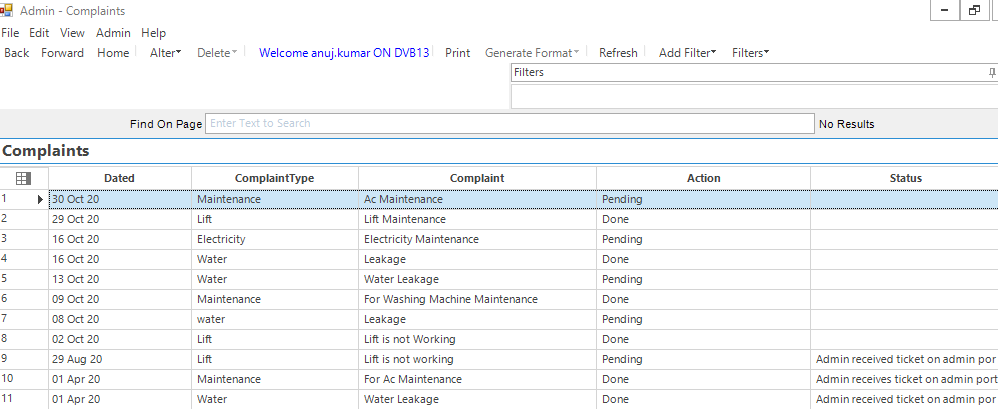 Admin - Complaints
File Edit View Admin Help
Back Forward Home Alter Delete Welcome anuj.kumar ON DVB13 Print Generate Format Refresh Add Filter Filters
Filters
Find On Page Enter Text to Search No Results
Complaints
Dated ComplaintType Complaint Action Status
1 30 Oct 20 Maintenance Ac Maintenance Pending
2 29 Oct 20 Lift Lift Maintenance Done
3 16 Oct 20 Electricity Electricity Maintenance Pending
4 16 Oct 20 Water Leakage Done
5 13 Oct 20 Water Water Leakage Pending
6 09 Oct 20 Maintenance For Washing Machine Maintenance Done
7 08 Oct 20 water Leakage Pending
8 02 Oct 20 Lift Lift is not Working Done
9 29 Aug 20 Lift Lift is not working Pending Admin received ticket on admin por
10 01 Apr 20 Maintenance For Ac Maintenance Done Admin receives ticket on admin port
11 01 Apr 20 Water Water Leakage Done Admin received ticket on admin por